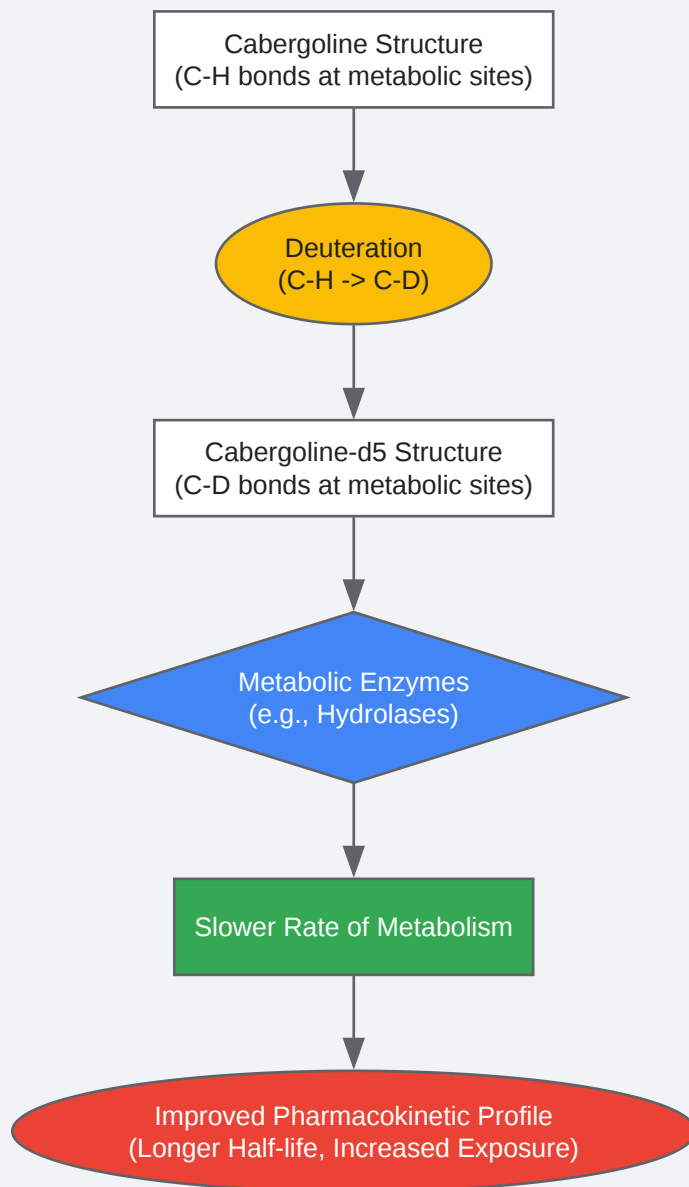 Cabergoline Structure
(C-H bonds at metabolic sites)
Deuteration
(C-H -> C-D)
Cabergoline-d5 Structure
(C-D bonds at metabolic sites)
Metabolic Enzymes
(e.g., Hydrolases)
Slower Rate of Metabolism
Improved Pharmacokinetic Profile
(Longer Half-life, Increased Exposure)